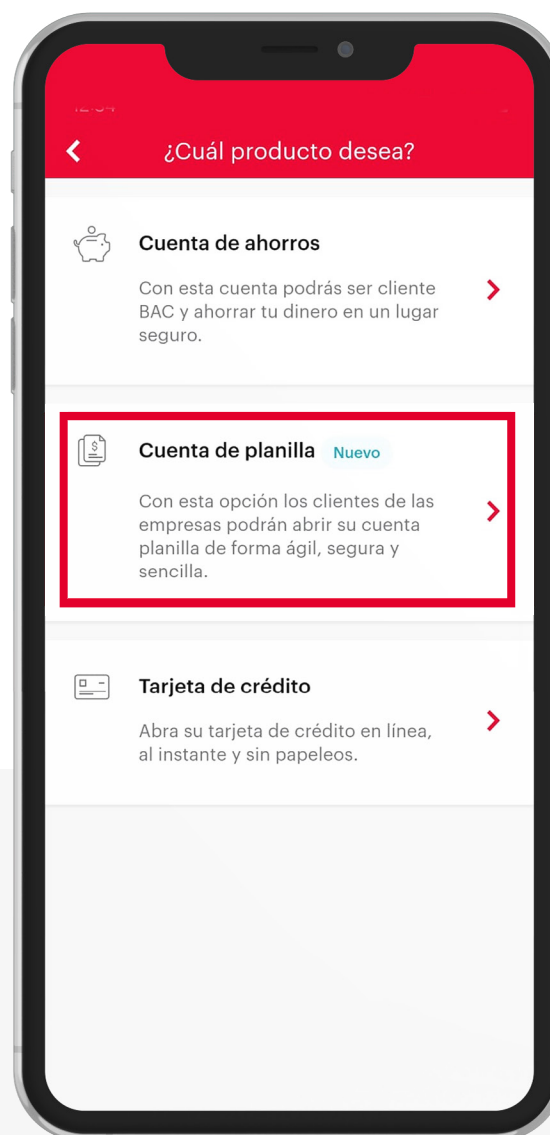 ¿Cuál producto desea?
Cuenta de ahorros
Con esta cuenta podrás ser cliente
BAC y ahorrar tu dinero en un lugar
seguro.
Cuenta de planilla Nuevo
Con esta opción los clientes de las
empresas podrán abrir su cuenta
planilla de forma ágil, segura y
sencilla.
Tarjeta de crédito
Abra su tarjeta de crédito en línea,
al instante y sin papeleos.